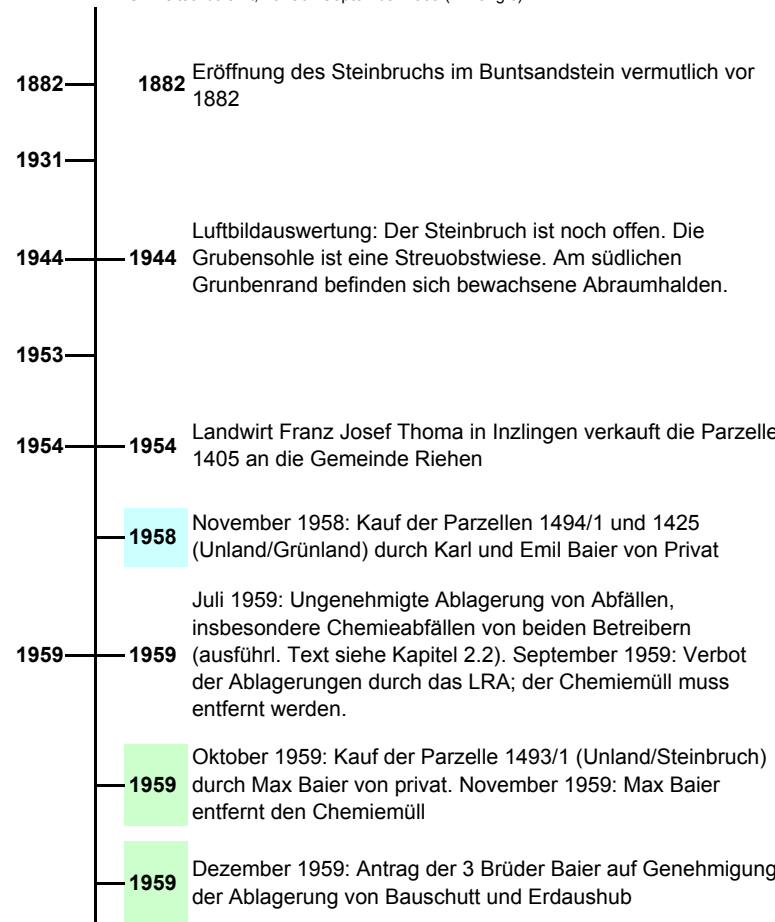 1882
1882 Eröffnung des Steinbruchs im Buntsandstein vermutlich vor
1882
1931
Luftbildauswertung: Der Steinbruch ist noch offen. Die
1944 1944 Grubensohle ist eine Streuobstwiese. Am südlichen
Grunbenrand befinden sich bewachsene Abraumhalden.
1953
Landwirt Franz Josef Thoma in Inzlingen verkauft die Parzelle
1954 1954
1405 an die Gemeinde Riehen
November 1958: Kauf der Parzellen 1494/1 und 1425
1958
(Unland/Grünland) durch Karl und Emil Baier von Privat
Juli 1959: Ungenehmigte Ablagerung von Abfällen,
insbesondere Chemieabfällen von beiden Betreibern
1959 1959 (ausführl. Text siehe Kapitel 2.2). September 1959: Verbot
der Ablagerungen durch das LRA; der Chemiemüll muss
entfernt werden.
Oktober 1959: Kauf der Parzelle 1493/1 (Unland/Steinbruch)
1959 durch Max Baier von privat. November 1959: Max Baier
entfernt den Chemiemüll
Dezember 1959: Antrag der 3 Brüder Baier auf Genehmigung
1959
der Ablagerung von Bauschutt und Erdaushub